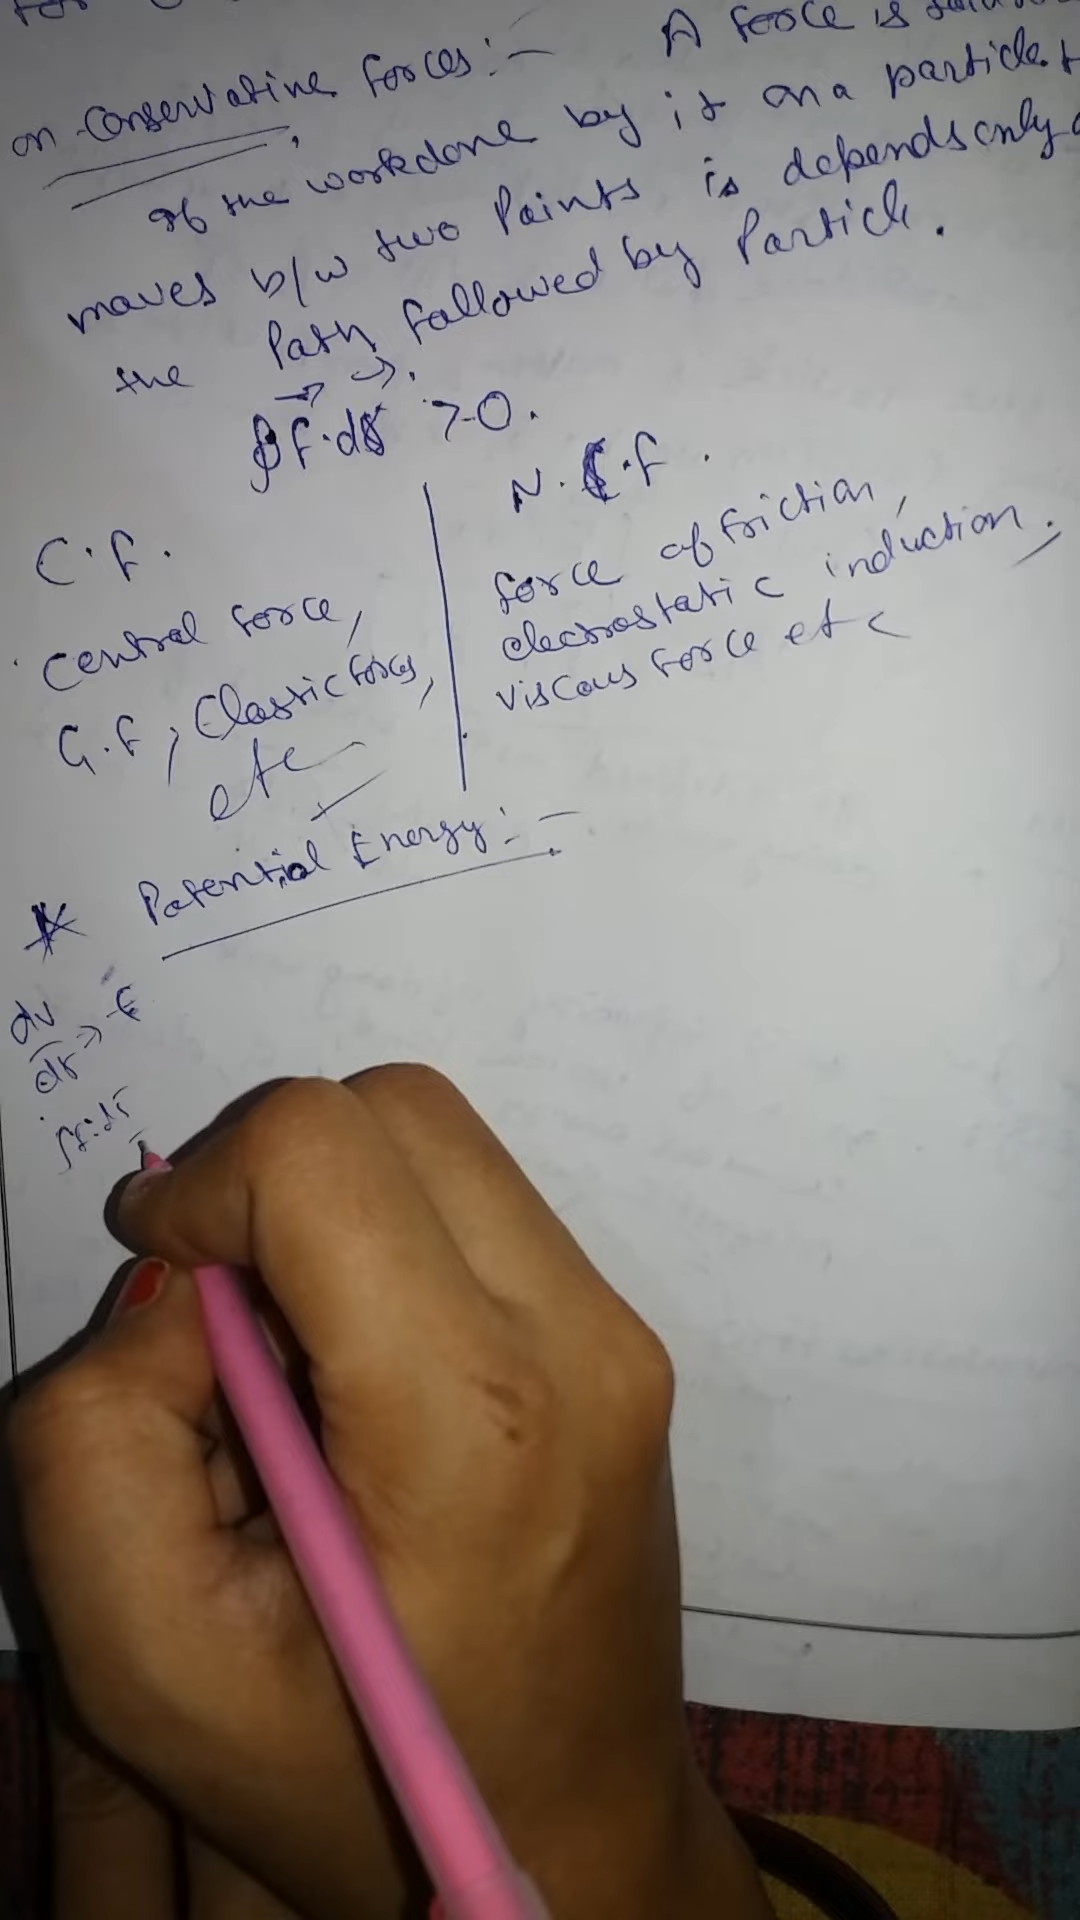 on-Conservative forces:- A force is
If the workdone by it on a particle
moves b/w two Points is depends only
the Path followed by Particle.
∮F⃗·ds⃗ >0.
C.F. N.C.F.
Central force, force of friction,
G.F, Elastic forces, electrostatic induction,
etc viscous force etc
* Potential Energy:-
dv
dr
∫F.dr